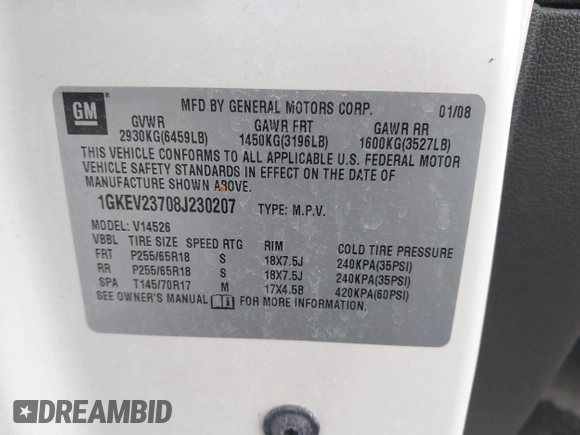 GM
MFD BY GENERAL MOTORS CORP. 01/08
GVWR GAWR FRT GAWR RR
2930KG(6459LB) 1450KG(3196LB) 1600KG(3527LB)
THIS VEHICLE CONFORMS TO ALL APPLICABLE U.S. FEDERAL MOTOR
VEHICLE SAFETY STANDARDS IN EFFECT ON THE DATE OF
MANUFACTURE SHOWN ABOVE.
1GKEV23708J230207 TYPE: M.P.V.
MODEL: V14526
VBBL TIRE SIZE SPEED RTG RIM COLD TIRE PRESSURE
FRT P255/65R18 S 18X7.5J 240KPA(35PSI)
RR P255/65R18 S 18X7.5J 240KPA(35PSI)
SPA T145/70R17 M 17X4.5B 420KPA(60PSI)
SEE OWNER'S MANUAL FOR MORE INFORMATION.
DREAMBID